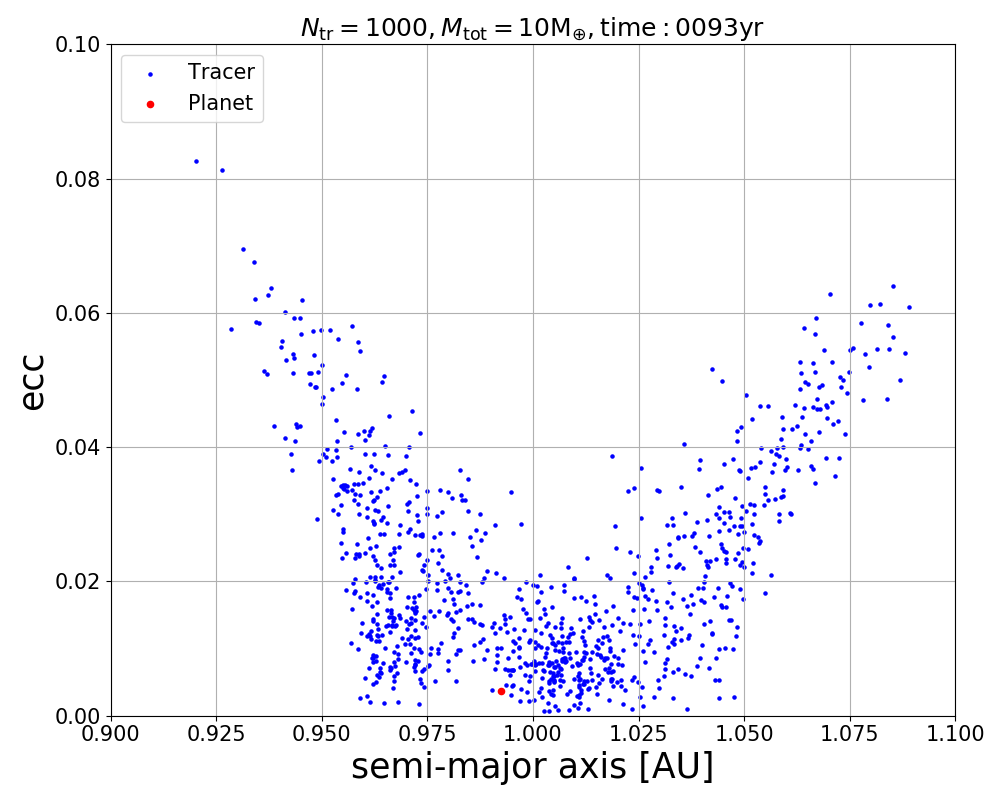 N_tr = 1000, M_tot = 10M_⊕, time : 0093yr
Tracer
Planet
0.10
0.08
0.06
0.04
0.02
0.00
ecc
0.900 0.925 0.950 0.975 1.000 1.025 1.050 1.075 1.100
semi-major axis [AU]